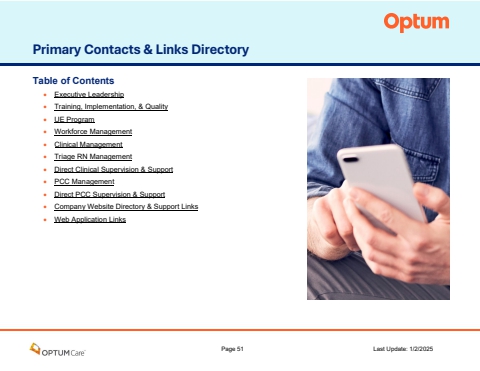 Optum
Primary Contacts & Links Directory
Table of Contents
• Executive Leadership
• Training, Implementation, & Quality
• UE Program
• Workforce Management
• Clinical Management
• Triage RN Management
• Direct Clinical Supervision & Support
• PCC Management
• Direct PCC Supervision & Support
• Company Website Directory & Support Links
• Web Application Links
OPTUMCare™
Page 51
Last Update: 1/2/2025